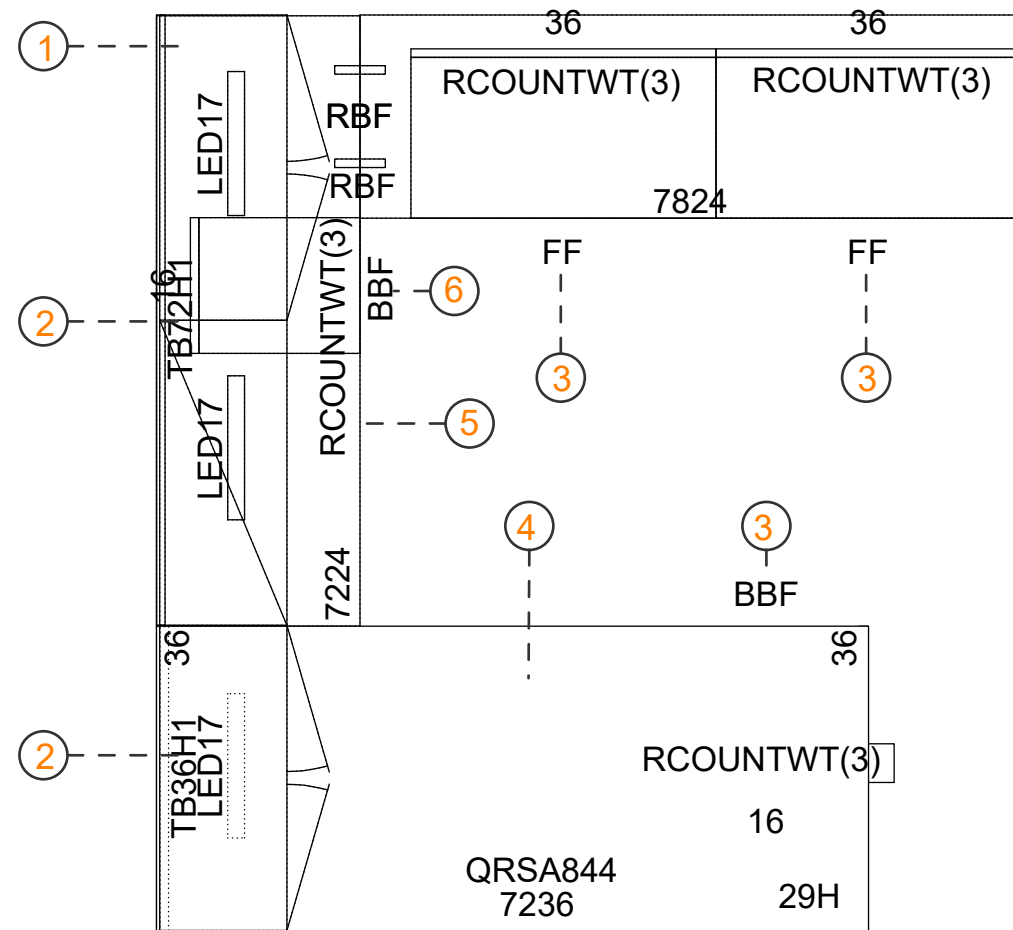 36
36
1
RCOUNTWT(3)
RCOUNTWT(3)
LED17
RBF
RBF
7824
FF
FF
16
TB72H1
RCOUNTWT(3)
BBF
6
2
3
3
LED17
5
4
3
7224
BBF
36
36
2
TB36H1
LED17
RCOUNTWT(3)
16
QRSA844
7236
29H